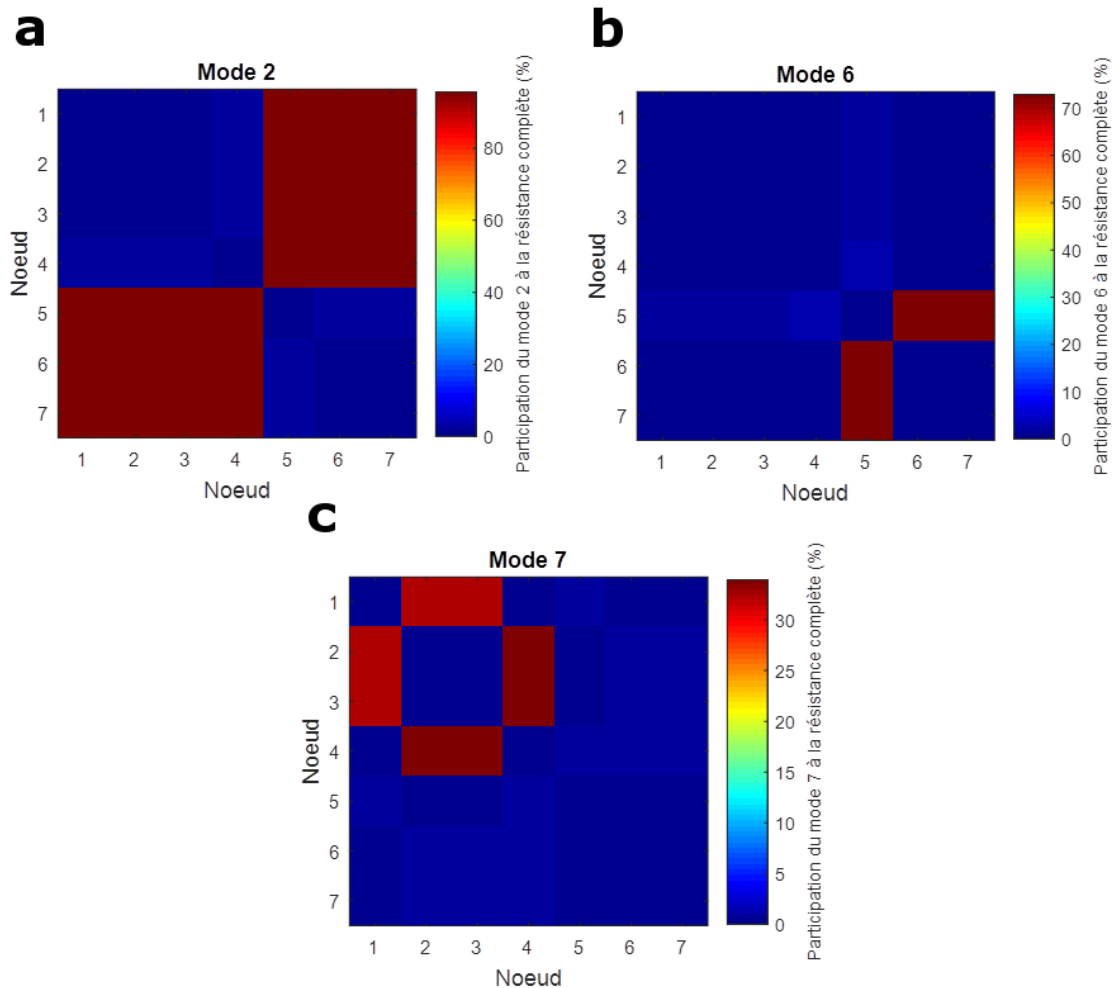 a
Mode 2
1
2
3
4
5
6
7
Noeud
1 2 3 4 5 6 7
Noeud
80
60
40
20
0
Participation du mode 2 à la résistance complète (%)
b
Mode 6
1
2
3
4
5
6
7
Noeud
1 2 3 4 5 6 7
Noeud
70
60
50
40
30
20
10
0
Participation du mode 6 à la résistance complète (%)
c
Mode 7
1
2
3
4
5
6
7
Noeud
1 2 3 4 5 6 7
Noeud
30
25
20
15
10
5
0
Participation du mode 7 à la résistance complète (%)